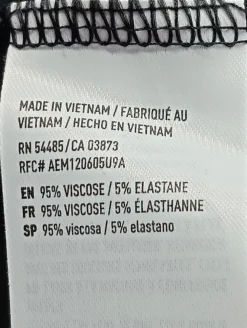 MADE IN VIETNAM / FABRIQUÉ AU
VIETNAM / HECHO EN VIETNAM
RN 54485/CA 03873
RFC# AEM120605U9A
EN 95% VISCOSE / 5% ELASTANE
FR 95% VISCOSE / 5% ÉLASTHANNE
SP 95% viscosa / 5% elastano